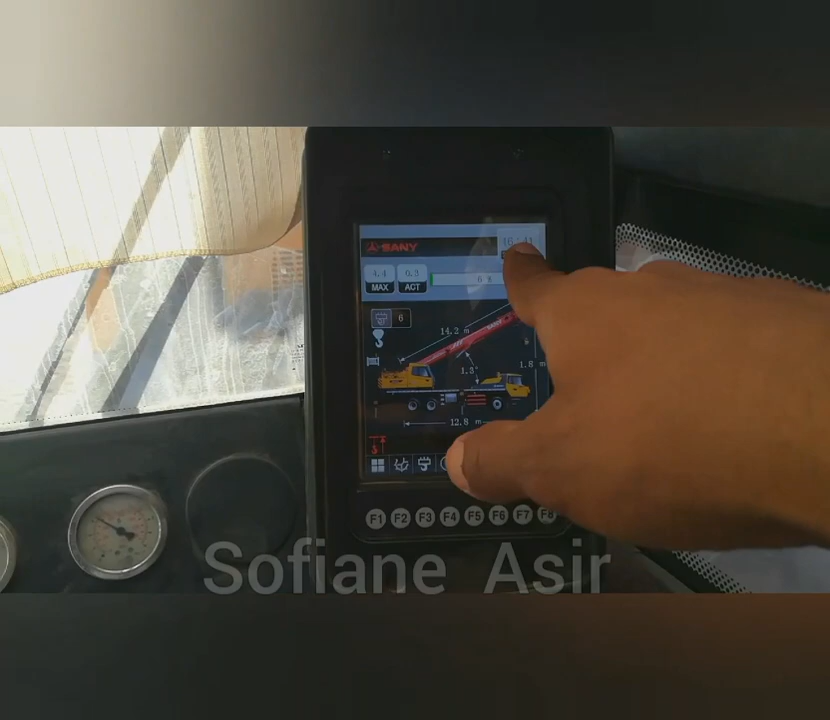 SANY
4.4 0.3
MAX ACT
6
14.2 m
1.8 m
1.3°
12.8 m
F1 F2 F3 F4 F5 F6 F7 F8
Sofiane Asir